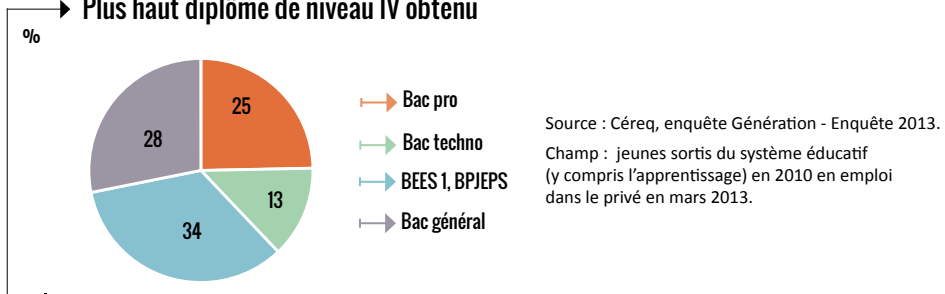 Plus haut diplôme de niveau IV obtenu
%
25
28
13
34
Bac pro
Bac techno
BEES 1, BPJEPS
Bac général
Source : Céreq, enquête Génération - Enquête 2013.
Champ : jeunes sortis du système éducatif
(y compris l'apprentissage) en 2010 en emploi
dans le privé en mars 2013.